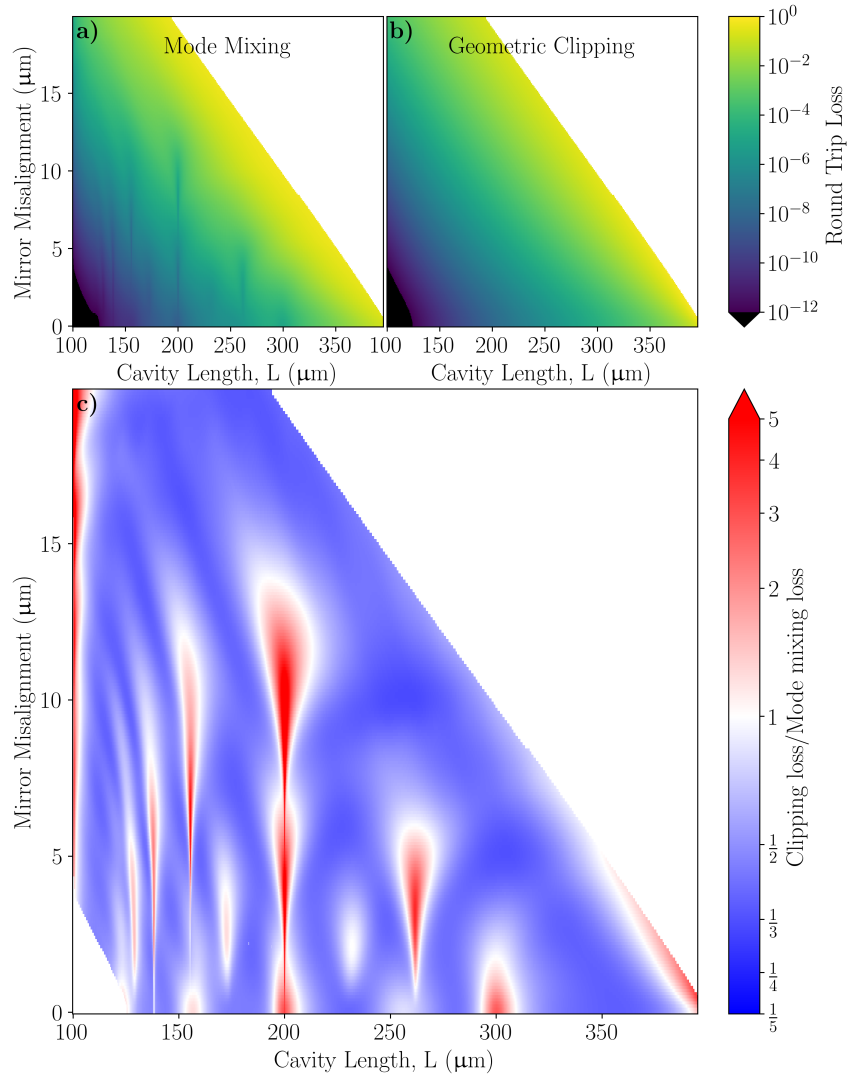 a)
Mode Mixing
b)
Geometric Clipping
Mirror Misalignment (μm)
15
10
5
0
100 150 200 250 300 350
100 150 200 250 300 350
Cavity Length, L (μm)
Cavity Length, L (μm)
10⁰
10⁻²
10⁻⁴
10⁻⁶
10⁻⁸
10⁻¹⁰
10⁻¹²
Round Trip Loss
c)
Mirror Misalignment (μm)
15
10
5
0
100 150 200 250 300 350
Cavity Length, L (μm)
5
4
3
2
1
1/2
1/3
1/4
1/5
Clipping loss/Mode mixing loss